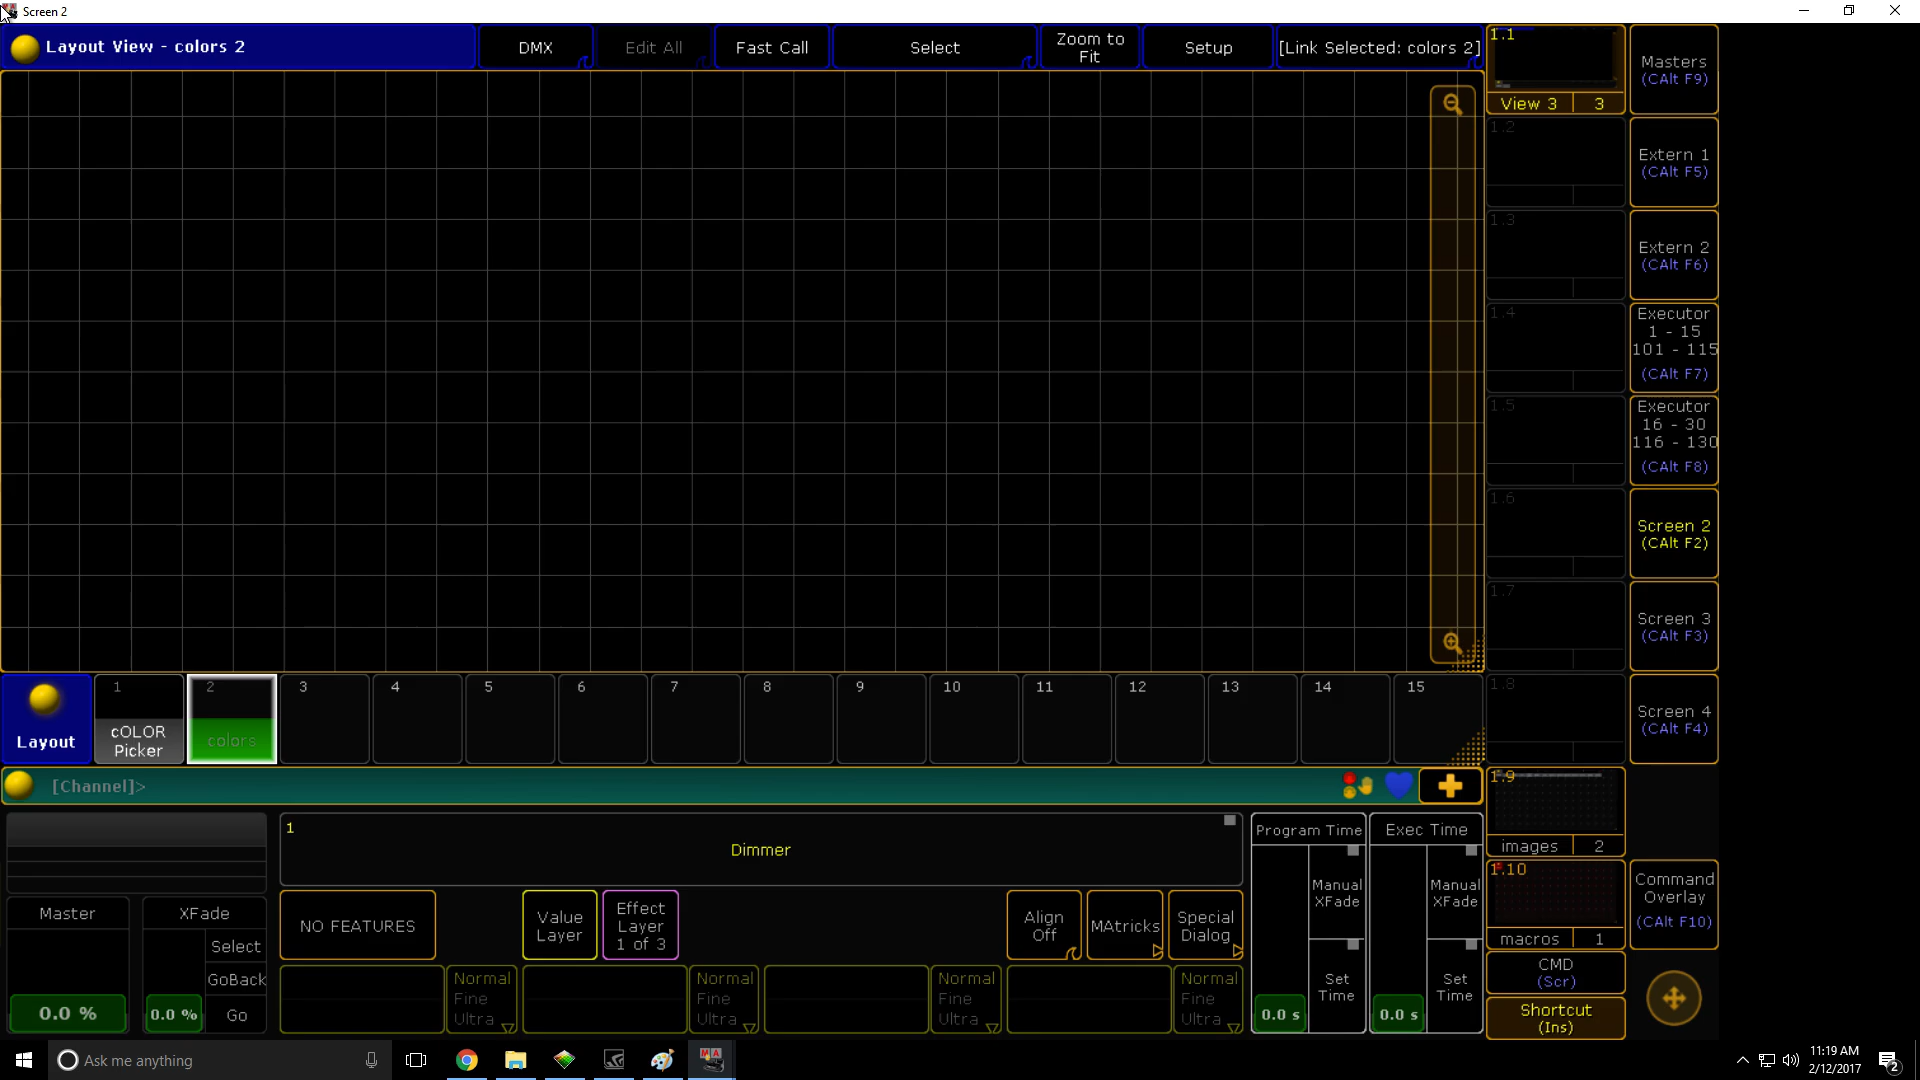 Screen 2
Layout View - colors 2
DMX
Edit All
Fast Call
Select
Zoom to
Fit
Setup
[Link Selected: colors 2]
1.1
View 3 3
Masters
(CAlt F9)
1.2
Extern 1
(CAlt F5)
1.3
Extern 2
(CAlt F6)
1.4
Executor
1 - 15
101 - 115
(CAlt F7)
1.5
Executor
16 - 30
116 - 130
(CAlt F8)
1.6
Screen 2
(CAlt F2)
1.7
Screen 3
(CAlt F3)
1.8
Screen 4
(CAlt F4)
Layout
1
cOLOR
Picker
2
colors
3 4 5 6 7 8 9 10 11 12 13 14 15
[Channel]>
1.9
images 2
1.10
macros 1
Command
Overlay
(CAlt F10)
CMD
(Scr)
Shortcut
(Ins)
1
Dimmer
Program Time
Exec Time
Manual
XFade
Manual
XFade
Set
Time
Set
Time
0.0 s
0.0 s
Master
XFade
Select
GoBack
Go
0.0 %
0.0 %
NO FEATURES
Value
Layer
Effect
Layer
1 of 3
Align
Off
MAtricks
Special
Dialog
Normal
Fine
Ultra
Normal
Fine
Ultra
Normal
Fine
Ultra
Normal
Fine
Ultra
Ask me anything
11:19 AM
2/12/2017
2